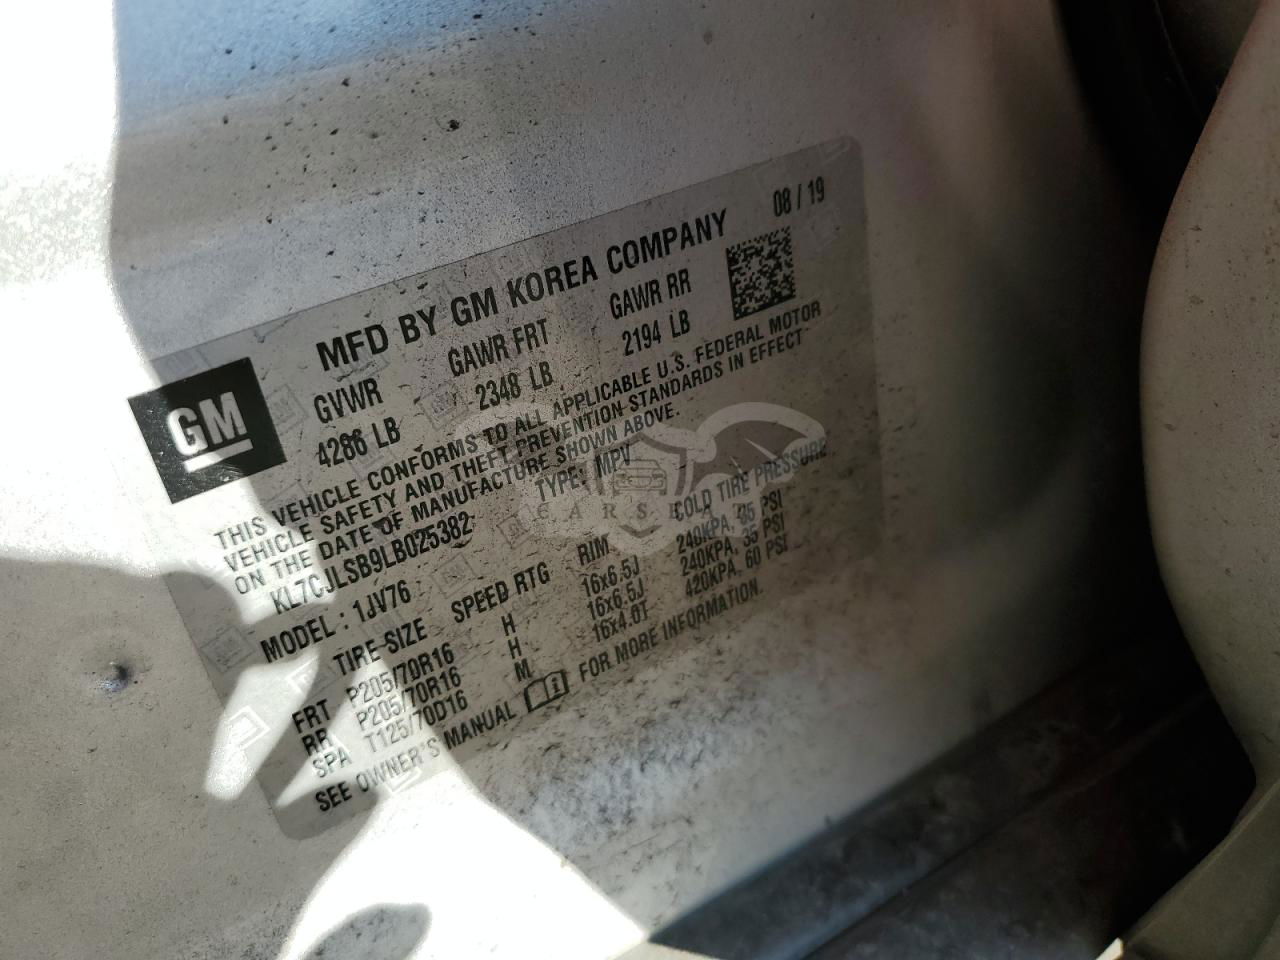 08 / 19
MFD BY GM KOREA COMPANY
GM
GVWR GAWR FRT GAWR RR
4286 LB 2348 LB 2194 LB
THIS VEHICLE CONFORMS TO ALL APPLICABLE U.S. FEDERAL MOTOR
VEHICLE SAFETY AND THEFT PREVENTION STANDARDS IN EFFECT
ON THE DATE OF MANUFACTURE SHOWN ABOVE.
KL7CJLSB9LB025382 TYPE: MPV
MODEL: 1JV76
TIRE SIZE SPEED RTG RIM COLD TIRE PRESSURE
FRT P205/70R16 H 16x6.5J 240KPA, 35 PSI
RR P205/70R16 H 16x6.5J 240KPA, 35 PSI
SPA T125/70D16 M 16x4.0T 420KPA, 60 PSI
SEE OWNER'S MANUAL FOR MORE INFORMATION.